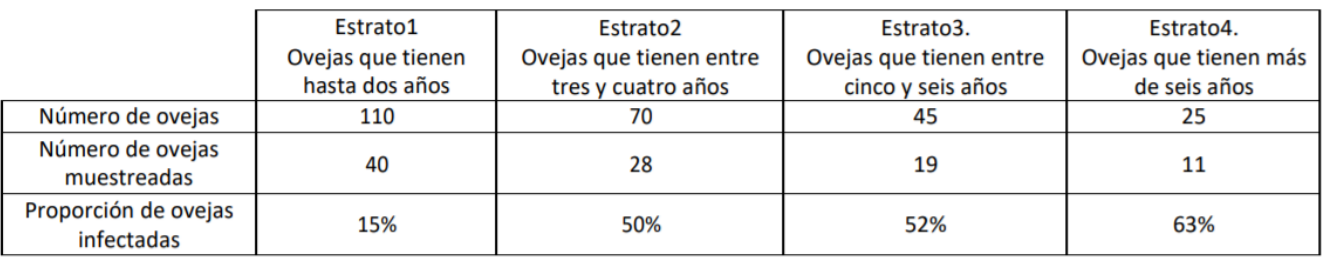 Estrato1
Ovejas que tienen
hasta dos años
Estrato2
Ovejas que tienen entre
tres y cuatro años
Estrato3.
Ovejas que tienen entre
cinco y seis años
Estrato4.
Ovejas que tienen más
de seis años
Número de ovejas 110 70 45 25
Número de ovejas
muestreadas
40 28 19 11
Proporción de ovejas
infectadas
15% 50% 52% 63%